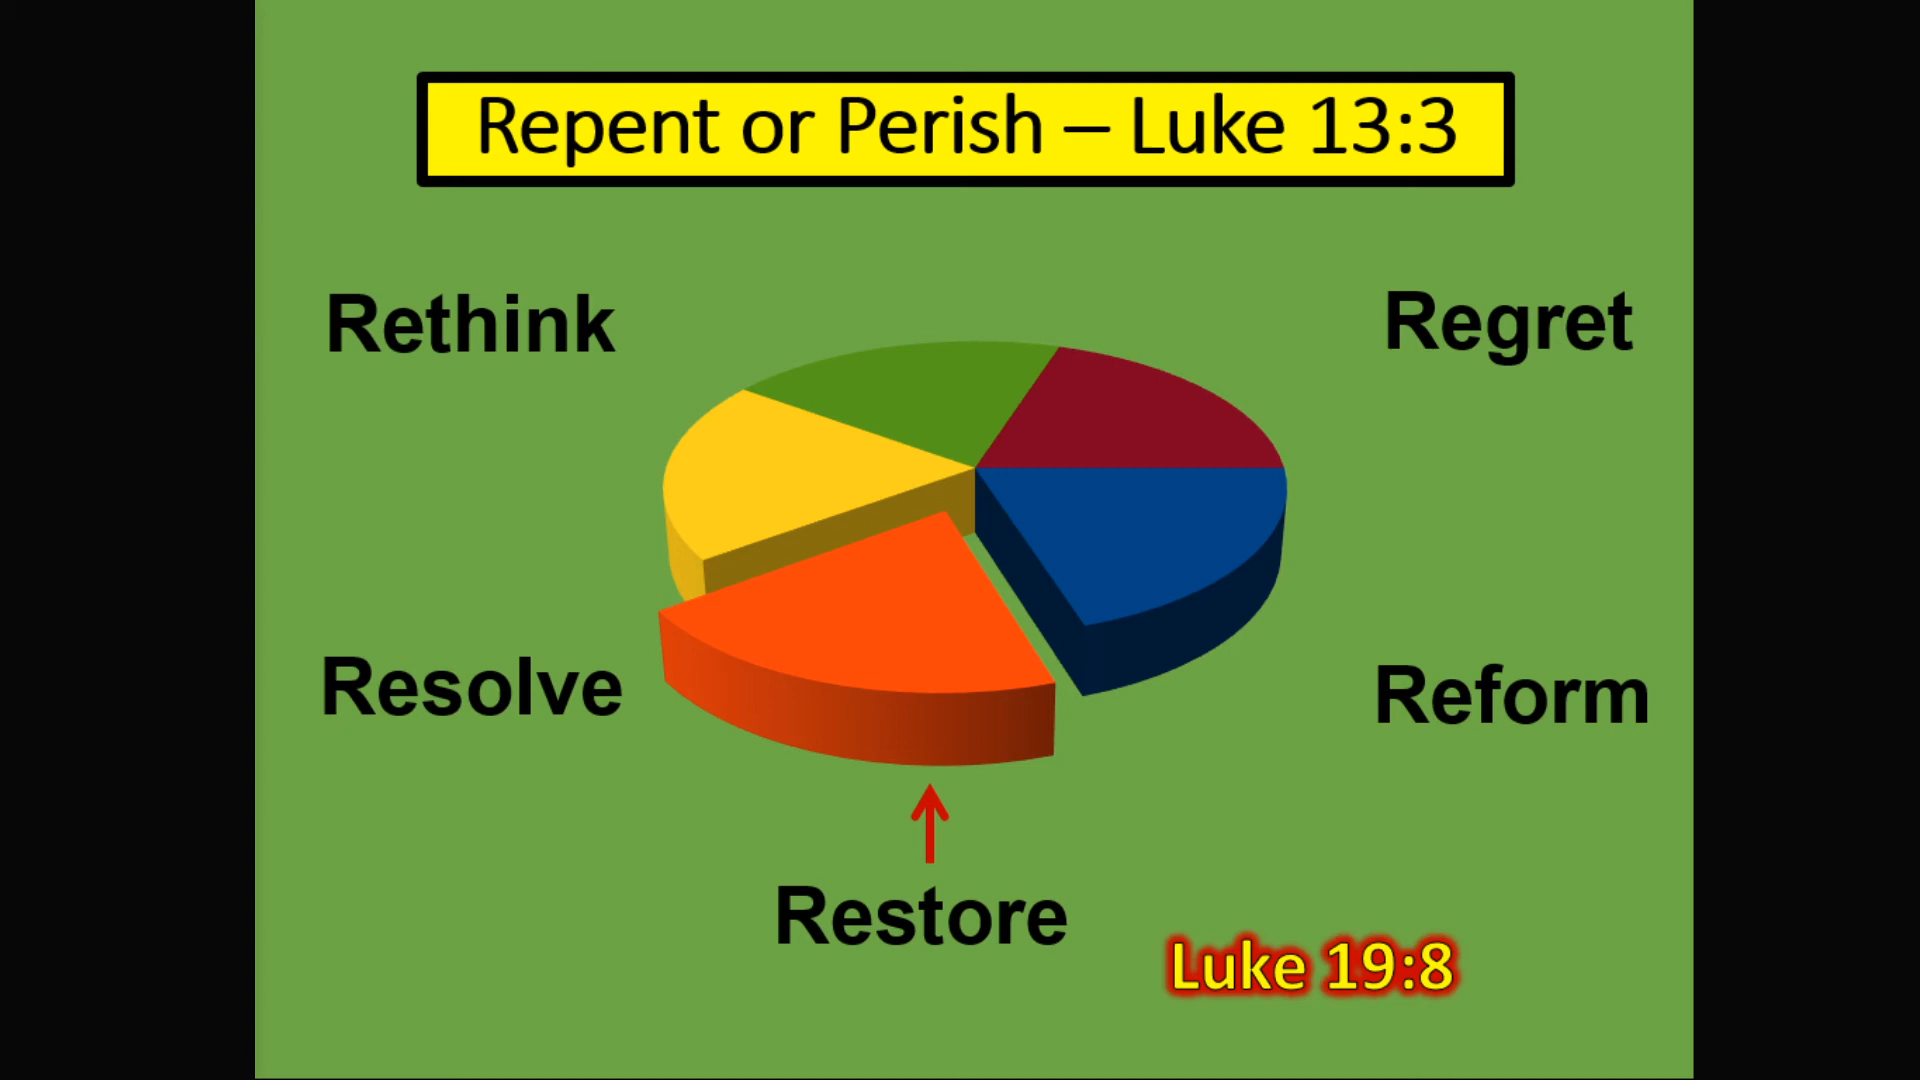 Repent or Perish – Luke 13:3
Rethink
Regret
Resolve
Reform
Restore
Luke 19:8